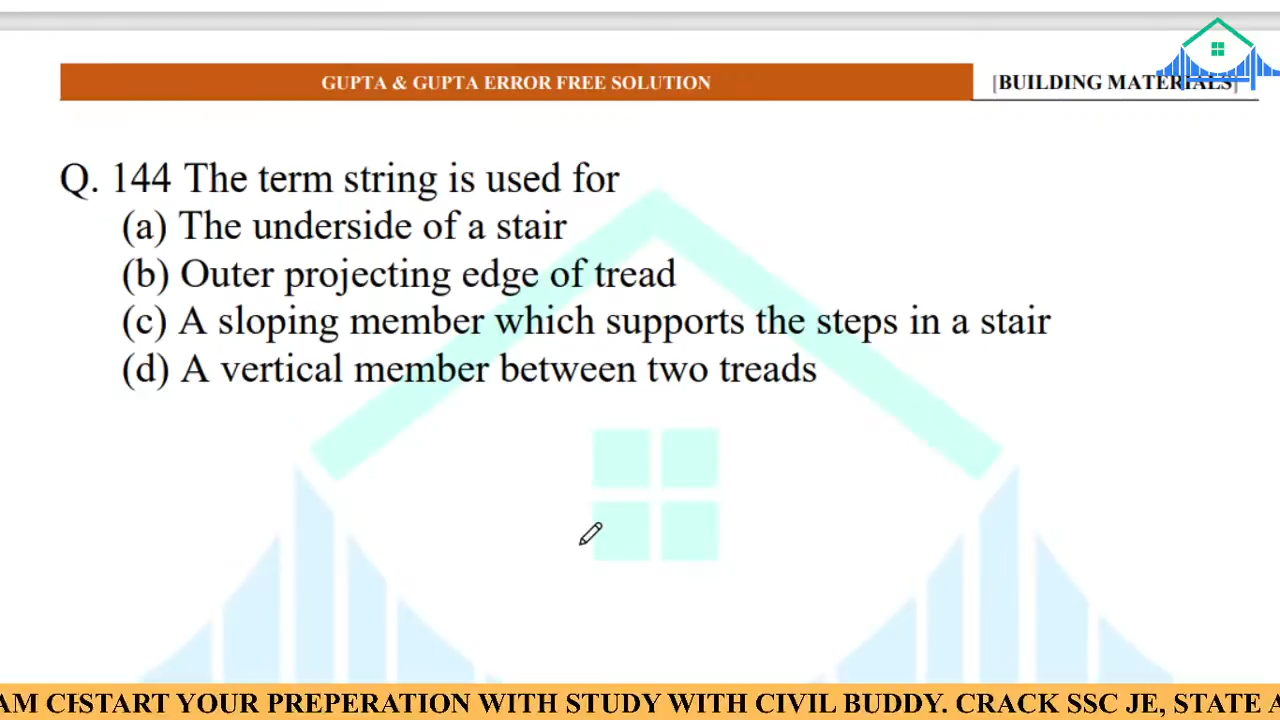 GUPTA & GUPTA ERROR FREE SOLUTION
[BUILDING MATERIALS]
Q. 144 The term string is used for
(a) The underside of a stair
(b) Outer projecting edge of tread
(c) A sloping member which supports the steps in a stair
(d) A vertical member between two treads
AM CHSTART YOUR PREPERATION WITH STUDY WITH CIVIL BUDDY. CRACK SSC JE, STATE A